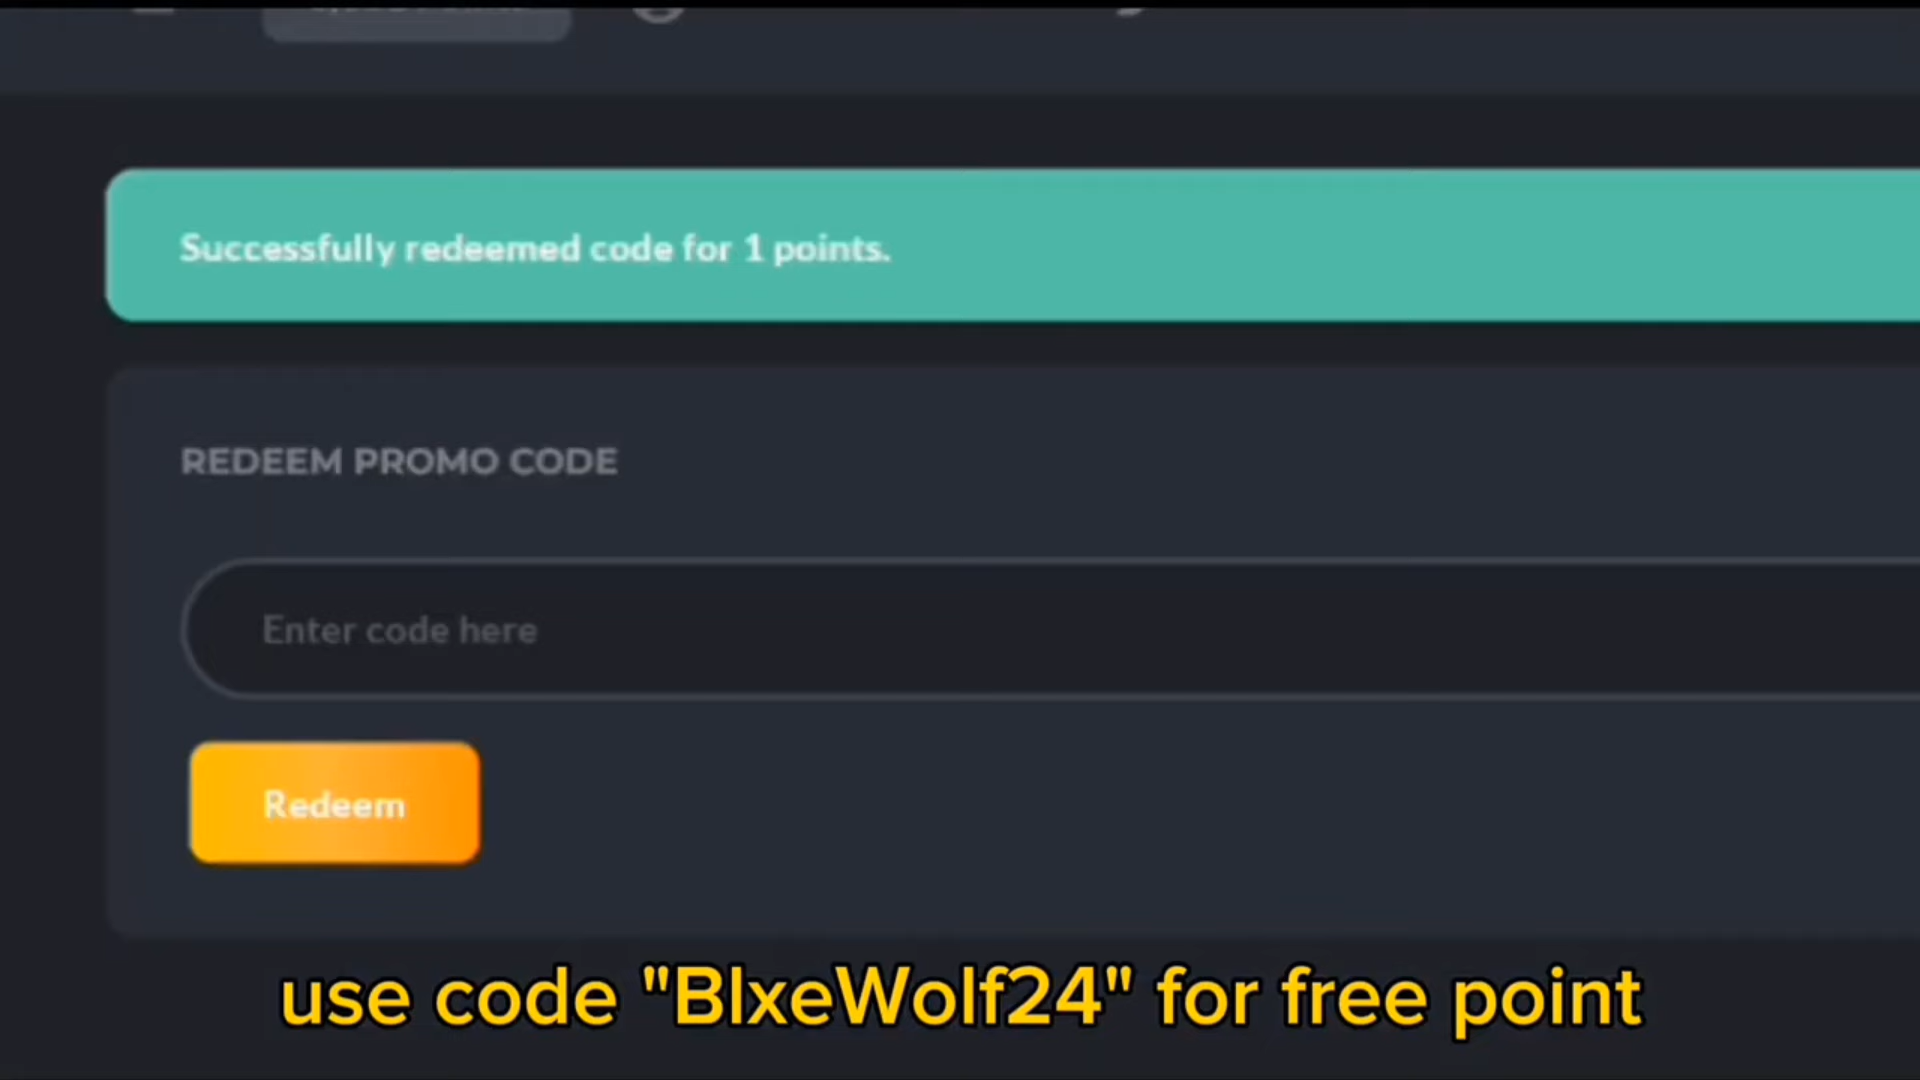 Successfully redeemed code for 1 points.
REDEEM PROMO CODE
Enter code here
Redeem
use code "BlxeWolf24" for free point